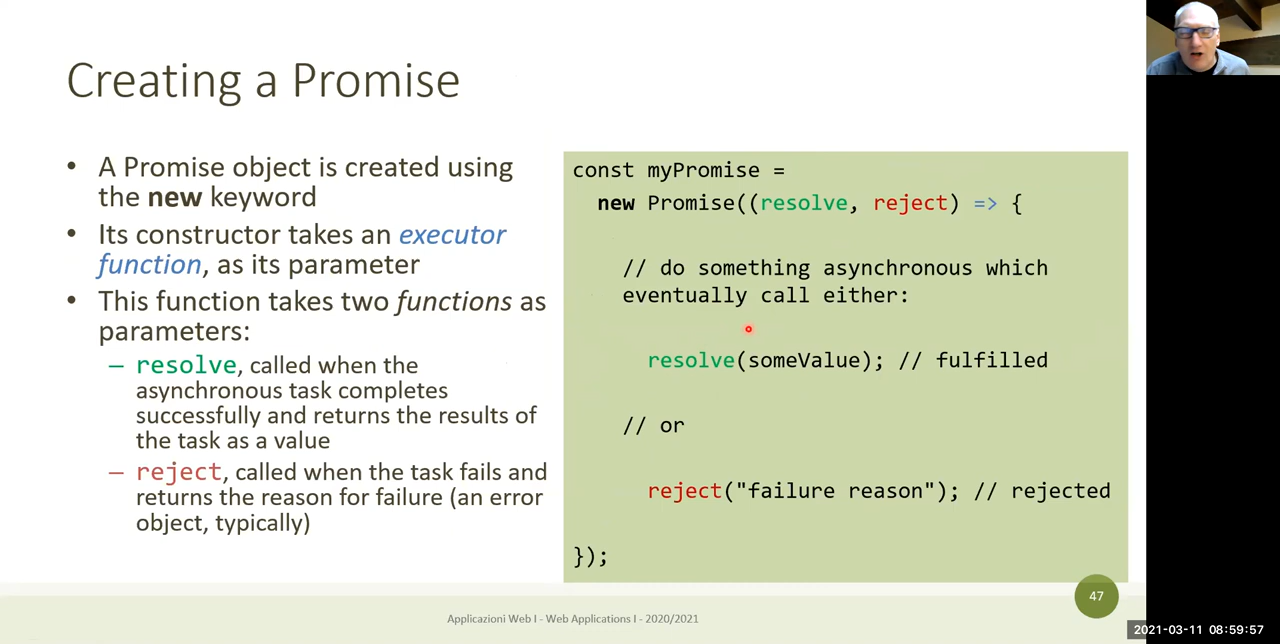 Creating a Promise
• A Promise object is created using
the new keyword
• Its constructor takes an executor
function, as its parameter
• This function takes two functions as
parameters:
– resolve, called when the
asynchronous task completes
successfully and returns the results of
the task as a value
– reject, called when the task fails and
returns the reason for failure (an error
object, typically)
const myPromise =
new Promise((resolve, reject) => {
// do something asynchronous which
eventually call either:
resolve(someValue); // fulfilled
// or
reject("failure reason"); // rejected
});
47
Applicazioni Web I - Web Applications I - 2020/2021
2021-03-11 08:59:57